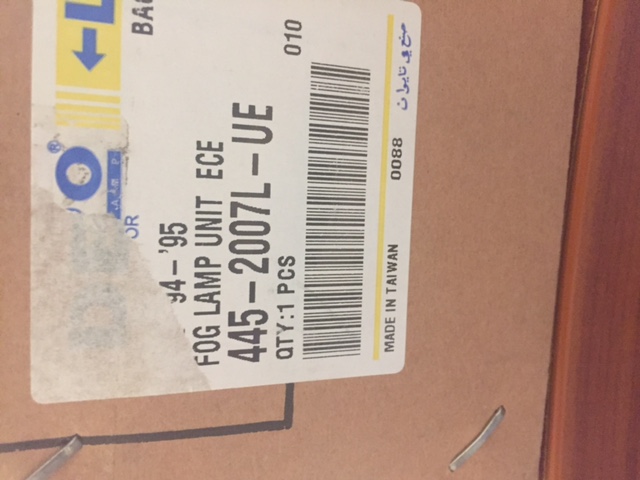 L
BA
010
'94-'95
FOG LAMP UNIT ECE
445-2007L-UE
QTY:1 PCS
MADE IN TAIWAN 0088
صنع في تايوان